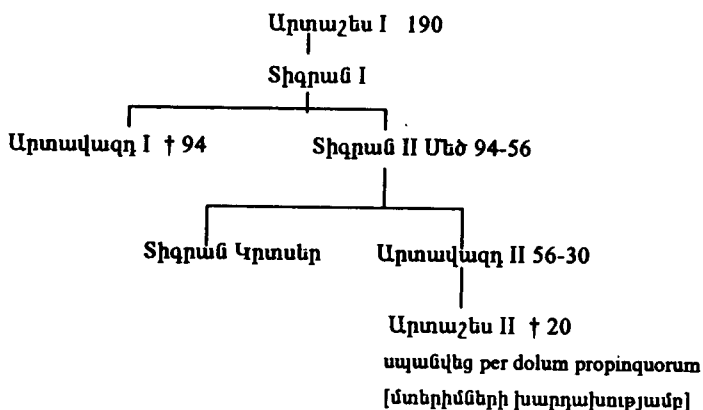 Արտաշես I 190
Տիգրան I
Արտավազդ I † 94 Տիգրան II Մեծ 94-56
Տիգրան Կրտսեր Արտավազդ II 56-30
Արտաշես II † 20
սպանվեց per dolum propinquorum
[մտերիմների խարդախությամբ]